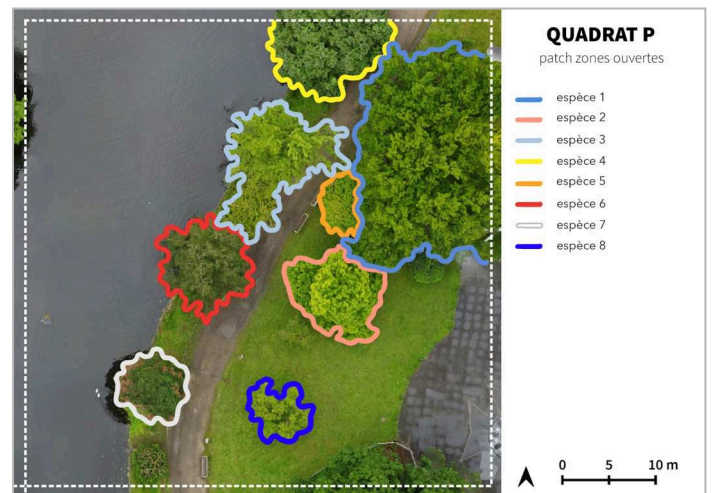 QUADRAT P
patch zones ouvertes
espèce 1
espèce 2
espèce 3
espèce 4
espèce 5
espèce 6
espèce 7
espèce 8
0 5 10 m